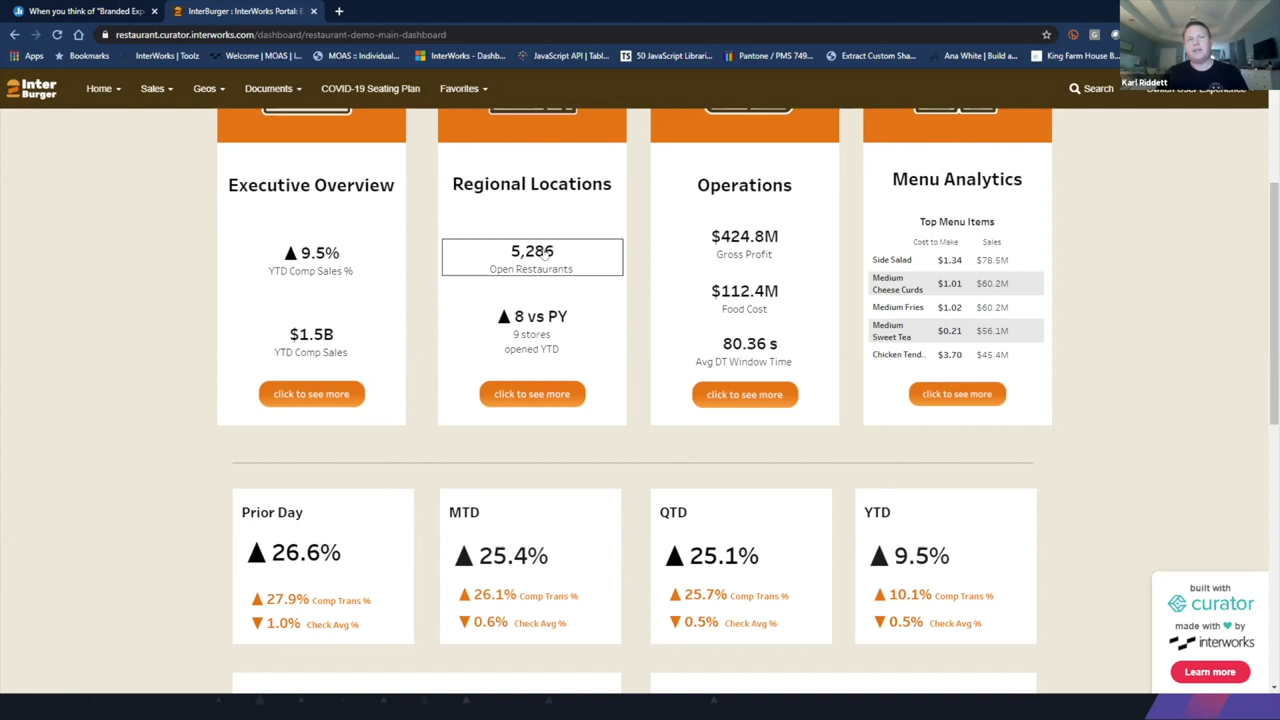 When you think of "Branded Exp
InterBurger : InterWorks Portal: E
restaurant.curator.interworks.com/dashboard/restaurant-demo-main-dashboard
Apps
Bookmarks
InterWorks | Toolz
Welcome | MOAS | I...
MOAS = Individual...
InterWorks - Dashb...
JavaScript API | Tabl...
50 JavaScript Librari...
Pantone / PMS 749...
Extract Custom Sha...
Ana White | Build a...
King Farm House B...
Karl Riddett
Inter
Burger
Home
Sales
Geos
Documents
COVID-19 Seating Plan
Favorites
Search
Switch User Experience
Executive Overview
▲ 9.5%
YTD Comp Sales %
$1.5B
YTD Comp Sales
click to see more
Regional Locations
5,286
Open Restaurants
▲ 8 vs PY
9 stores
opened YTD
click to see more
Operations
$424.8M
Gross Profit
$112.4M
Food Cost
80.36 s
Avg DT Window Time
click to see more
Menu Analytics
Top Menu Items
Cost to Make Sales
Side Salad $1.34 $78.5M
Medium
Cheese Curds $1.01 $60.2M
Medium Fries $1.02 $60.2M
Medium
Sweet Tea $0.21 $56.1M
Chicken Tend.. $3.70 $45.4M
click to see more
Prior Day
▲ 26.6%
▲ 27.9% Comp Trans %
▼ 1.0% Check Avg %
MTD
▲ 25.4%
▲ 26.1% Comp Trans %
▼ 0.6% Check Avg %
QTD
▲ 25.1%
▲ 25.7% Comp Trans %
▼ 0.5% Check Avg %
YTD
▲ 9.5%
▲ 10.1% Comp Trans %
▼ 0.5% Check Avg %
built with
curator
made with ♥ by
interworks
Learn more